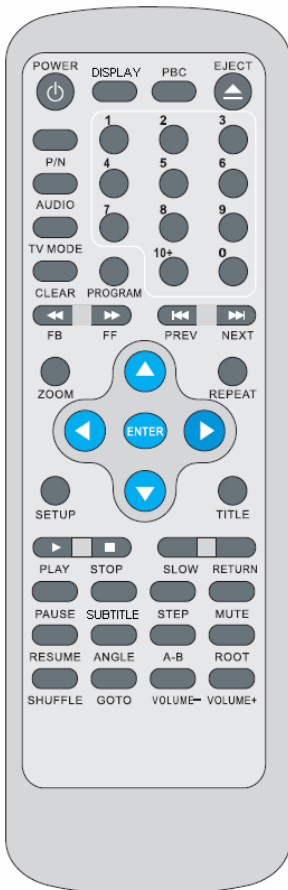 POWER DISPLAY PBC EJECT
1 2 3
P/N 4 5 6
AUDIO 7 8 9
TV MODE 10+ 0
CLEAR PROGRAM
FB FF PREV NEXT
ZOOM REPEAT
ENTER
SETUP TITLE
PLAY STOP SLOW RETURN
PAUSE SUBTITLE STEP MUTE
RESUME ANGLE A-B ROOT
SHUFFLE GOTO VOLUME- VOLUME+